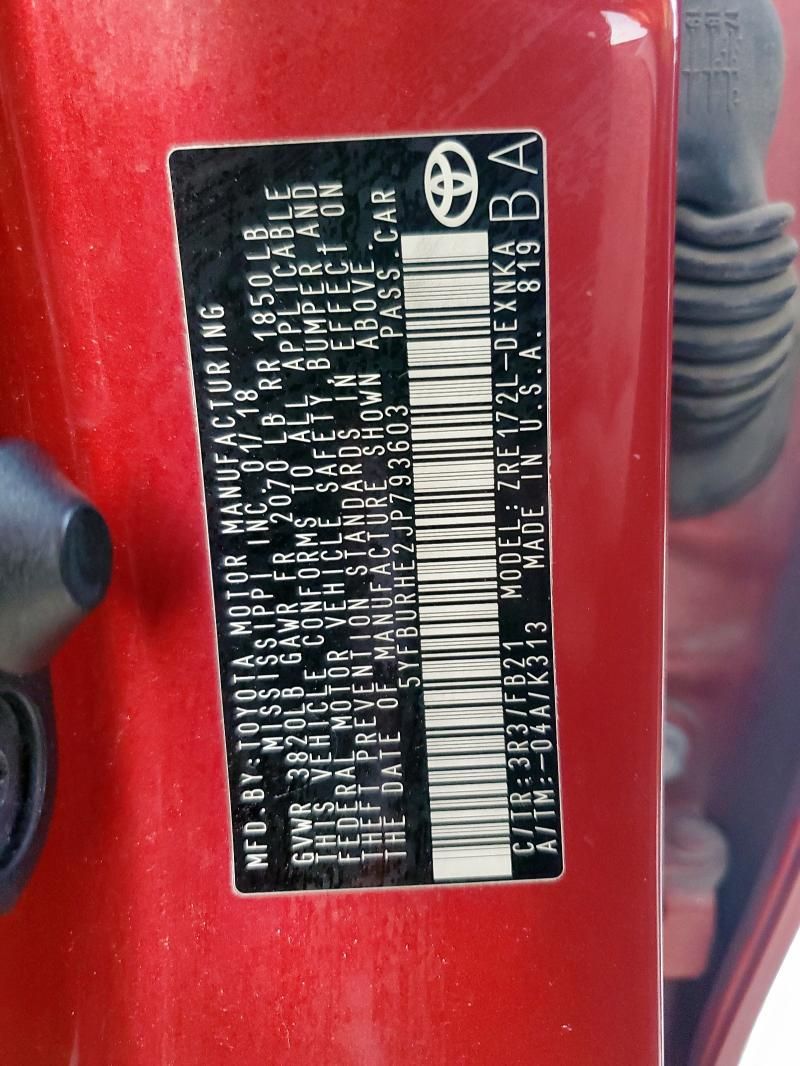 MFD.BY:TOYOTA MOTOR MANUFACTURING
MISSISSIPPI INC. 01/18
GVWR 3820LB GAWR FR 2070 LB RR 1850 LB
THIS VEHICLE CONFORMS TO ALL APPLICABLE
FEDERAL MOTOR VEHICLE SAFETY, BUMPER, AND
THEFT PREVENTION STANDARDS IN EFFECT ON
THE DATE OF MANUFACTURE SHOWN ABOVE.
5YFBURHE2JP793603 PASS. CAR
C/TR:3R3/FB21 MODEL:ZRE172L-DEXNKA
A/TM:-04A/K313 MADE IN U.S.A. 819 BA